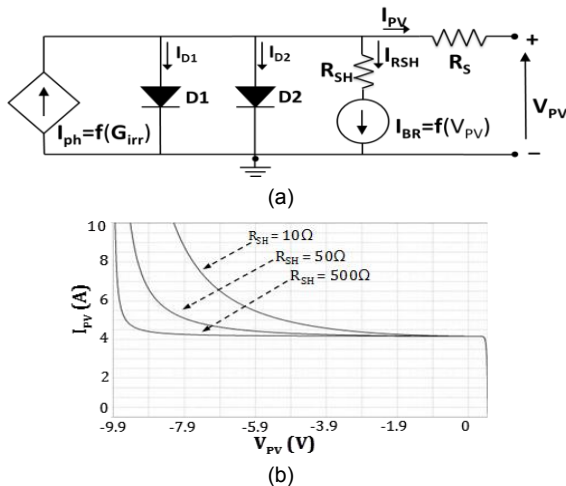 I_PV
I_D1
I_D2
I_RSH
R_SH
R_S
+
D1
D2
V_PV
I_ph=f(G_irr)
I_BR=f(V_PV)
−
(a)
10
8
6
4
2
0
I_PV (A)
R_SH = 10Ω
R_SH = 50Ω
R_SH = 500Ω
-9.9 -7.9 -5.9 -3.9 -1.9 0
V_PV (V)
(b)